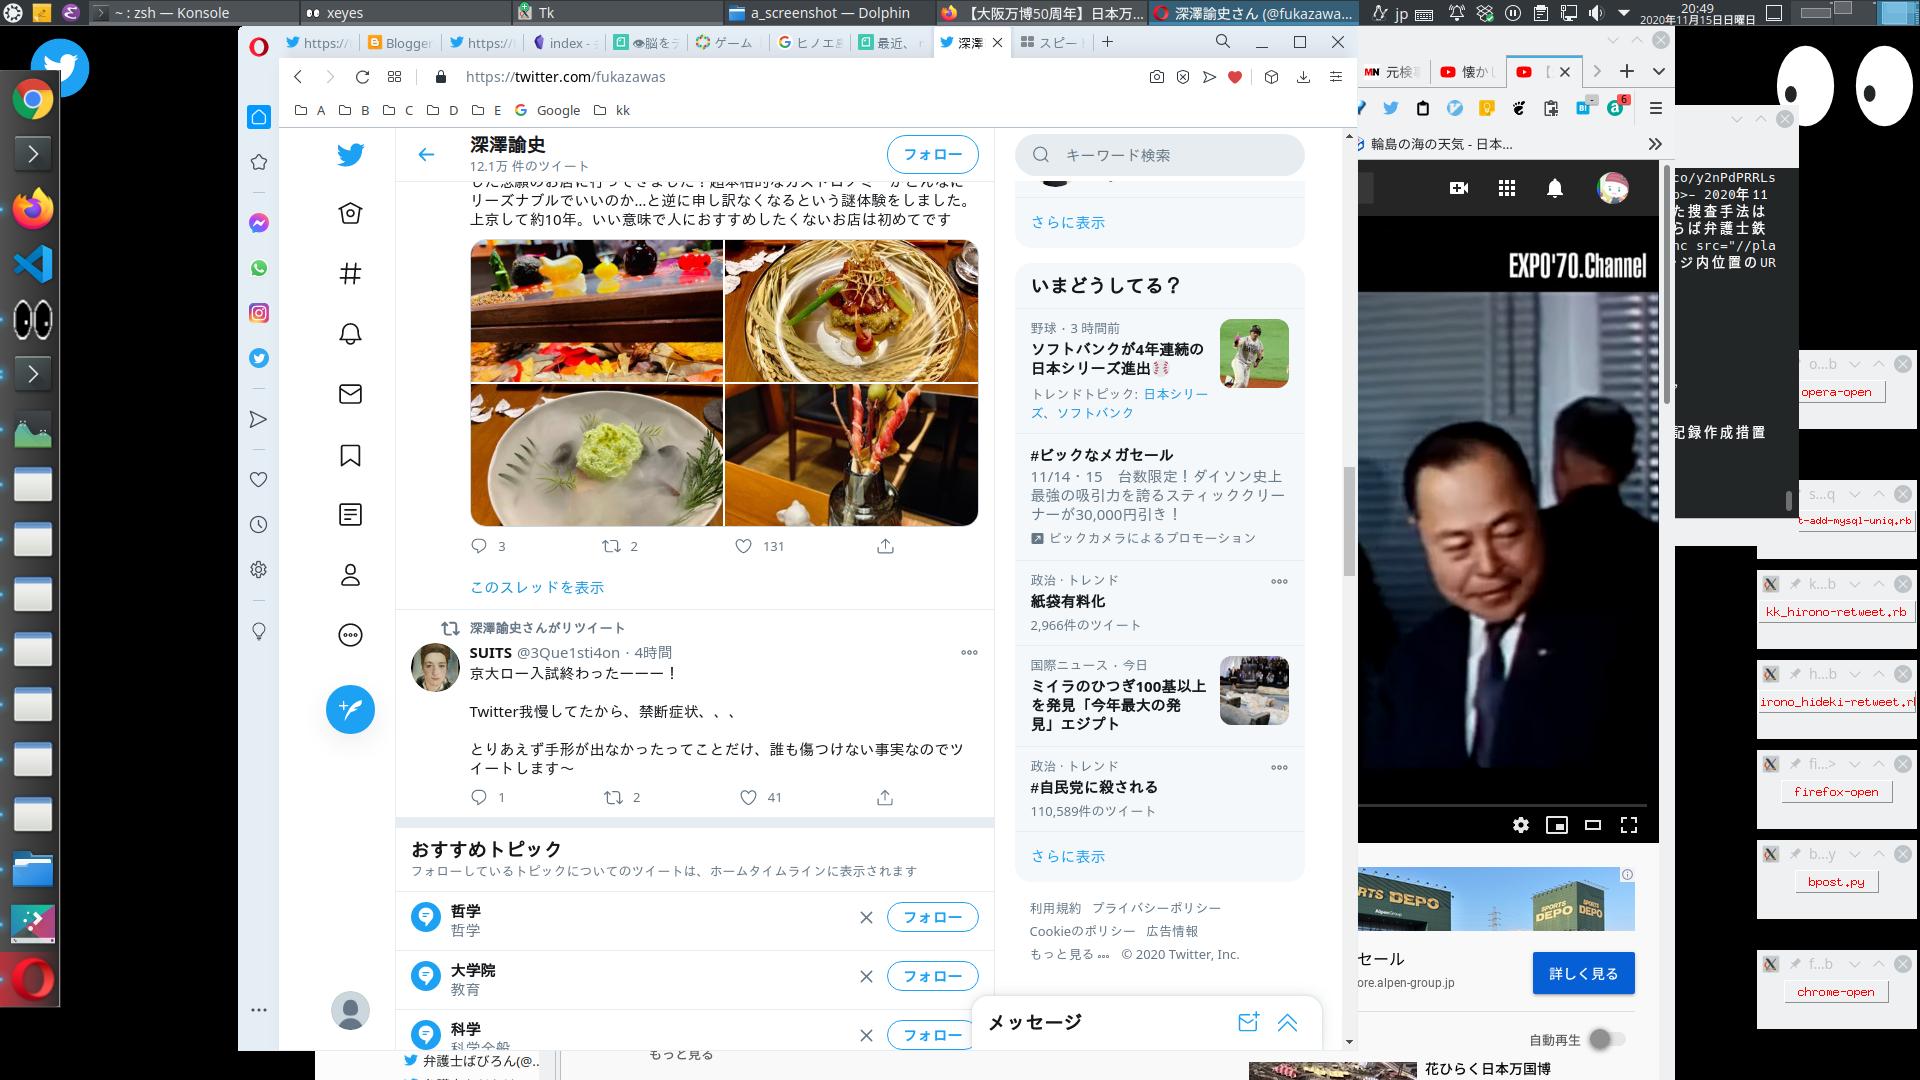 ~ : zsh — Konsole
xeyes
Tk
a_screenshot — Dolphin
【大阪万博50周年】日本万...
深澤諭史さん (@fukazawa...
jp
20:49
2020年11月15日日曜日
https:/
Blogger
https:/
index -
ゲーム
最近、
深澤
スピー
https://twitter.com/fukazawas
A
B
C
D
E
Google
kk
深澤諭史
12.1万 件のツイート
フォロー
リーズナブルでいいのか...と逆に申し訳なくなるという謎体験をしました。
上京して約10年。いい意味で人におすすめしたくないお店は初めてです
3
2
131
このスレッドを表示
深澤諭史さんがリツイート
SUITS @3Que1sti4on · 4時間
京大ロー入試終わったーーー！
Twitter我慢してたから、禁断症状、、、
とりあえず手形が出なかったってことだけ、誰も傷つけない事実なのでツ
イートします〜
1
2
41
おすすめトピック
フォローしているトピックについてのツイートは、ホームタイムラインに表示されます
哲学
哲学
フォロー
大学院
教育
フォロー
科学
フォロー
キーワード検索
さらに表示
いまどうしてる？
野球 · 3 時間前
ソフトバンクが4年連続の
日本シリーズ進出
トレンドトピック: 日本シリー
ズ、ソフトバンク
#ビックなメガセール
11/14・15　台数限定！ダイソン史上
最強の吸引力を誇るスティッククリー
ナーが30,000円引き！
ビックカメラによるプロモーション
政治 · トレンド
紙袋有料化
2,966件のツイート
国際ニュース · 今日
ミイラのひつぎ100基以上
を発見「今年最大の発
見」エジプト
政治 · トレンド
#自民党に殺される
110,589件のツイート
さらに表示
利用規約 プライバシーポリシー
Cookieのポリシー 広告情報
もっと見る © 2020 Twitter, Inc.
メッセージ
弁護士ばびろん(@..
もっと見る
元検
懐か
6
輪島の海の天気 - 日本...
EXPO'70.Channel
SPORTS DEPO
SPORTS DEPO
セール
ore.alpen-group.jp
詳しく見る
自動再生
花ひらく日本万国博
co/y2nPdPRRLs
>- 2020年11
た捜査手法は
らば弁護士鉄
nc src="//pla
ージ内位置のUR
記録作成措置
o...b
opera-open
s...q
t-add-mysql-uniq.rb
k...b
kk_hirono-retweet.rb
h...b
irono_hideki-retweet.r
fi...>
firefox-open
b...y
bpost.py
f...b
chrome-open